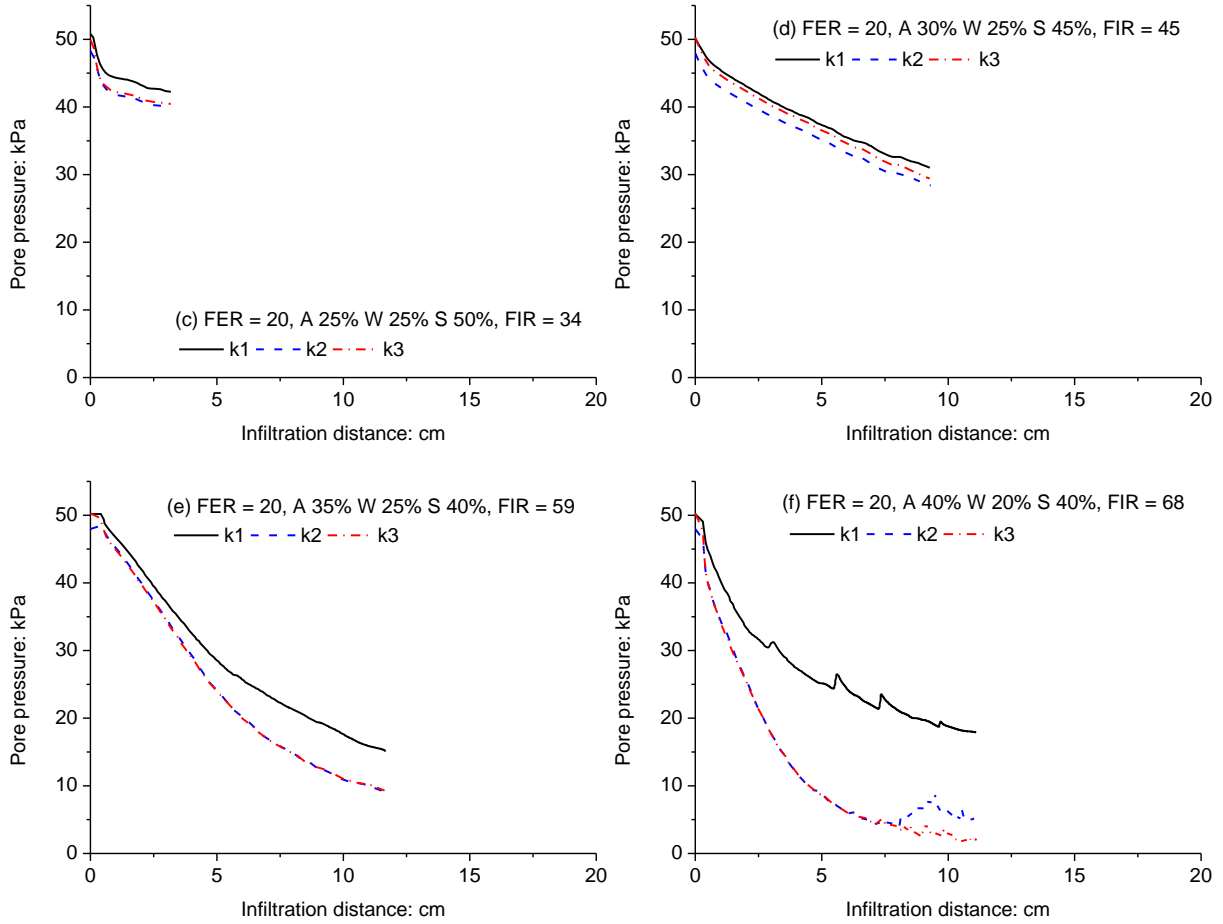 50
40
30
20
10
0
Pore pressure: kPa
(c) FER = 20, A 25% W 25% S 50%, FIR = 34
k1 k2 k3
0 5 10 15 20
Infiltration distance: cm
(d) FER = 20, A 30% W 25% S 45%, FIR = 45
k1 k2 k3
50
40
30
20
10
0
Pore pressure: kPa
0 5 10 15 20
Infiltration distance: cm
(e) FER = 20, A 35% W 25% S 40%, FIR = 59
k1 k2 k3
50
40
30
20
10
0
Pore pressure: kPa
0 5 10 15 20
Infiltration distance: cm
(f) FER = 20, A 40% W 20% S 40%, FIR = 68
k1 k2 k3
50
40
30
20
10
0
Pore pressure: kPa
0 5 10 15 20
Infiltration distance: cm